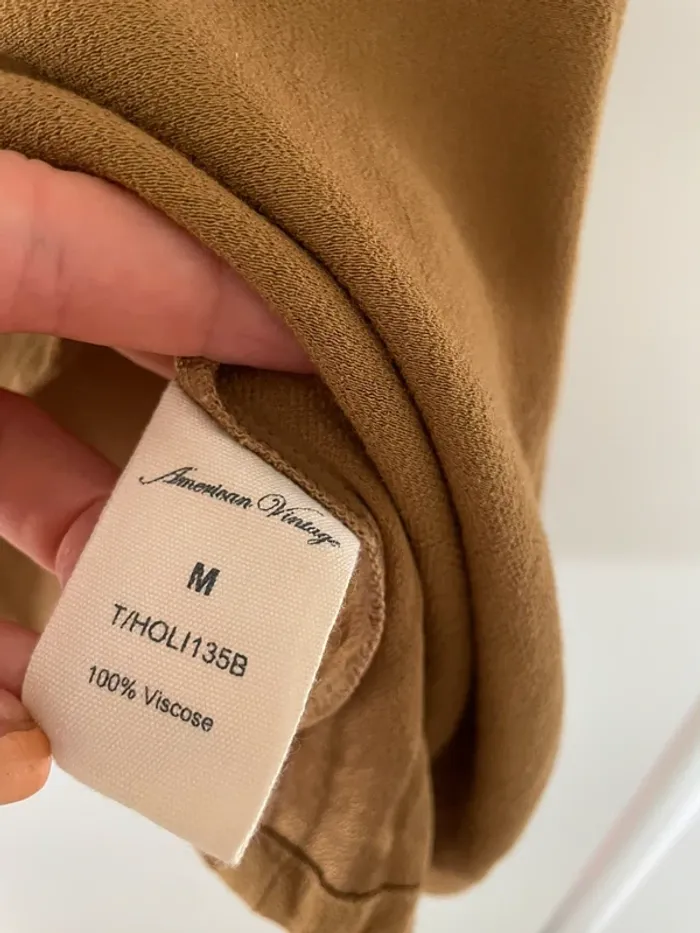 American Vintage
M
T/HOLI135B
100% Viscose